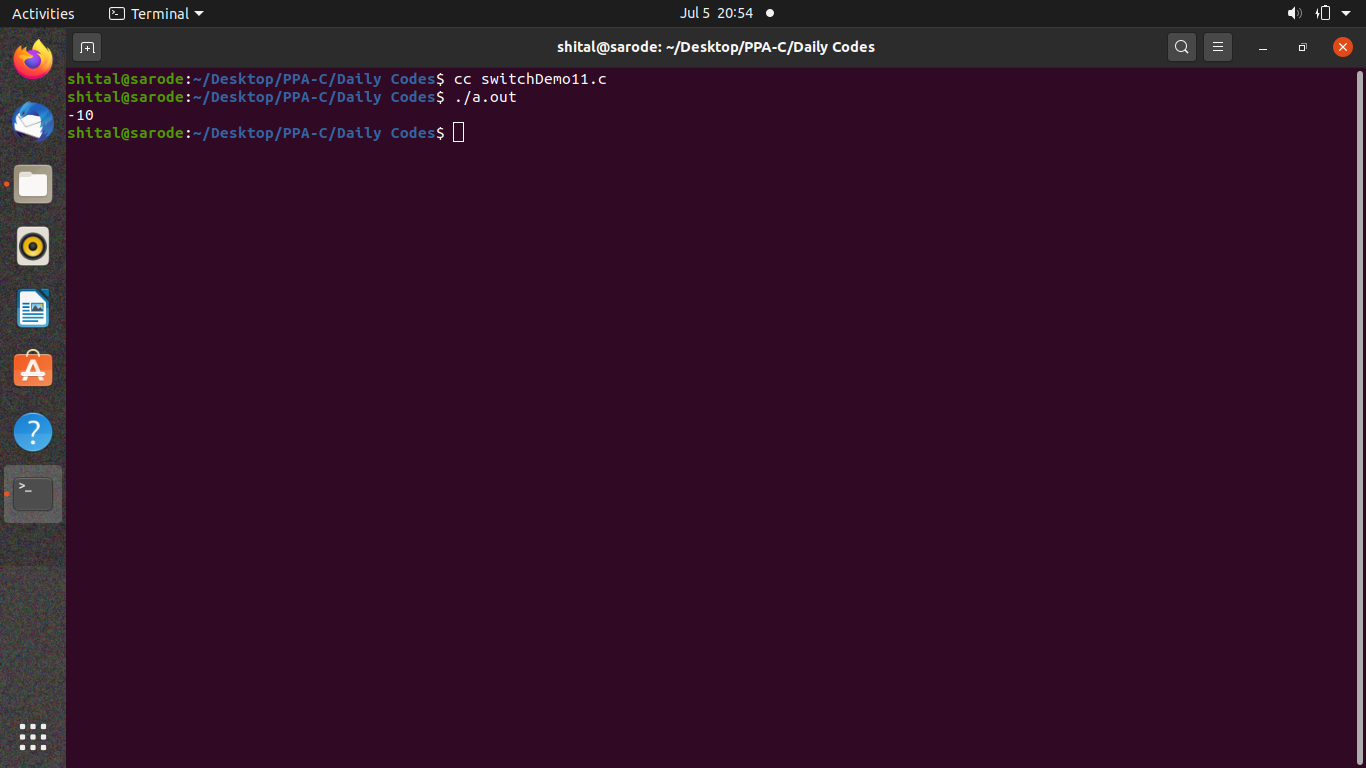 Activities Terminal Jul 5 20:54
shital@sarode: ~/Desktop/PPA-C/Daily Codes
shital@sarode:~/Desktop/PPA-C/Daily Codes$ cc switchDemo11.c
shital@sarode:~/Desktop/PPA-C/Daily Codes$ ./a.out
-10
shital@sarode:~/Desktop/PPA-C/Daily Codes$